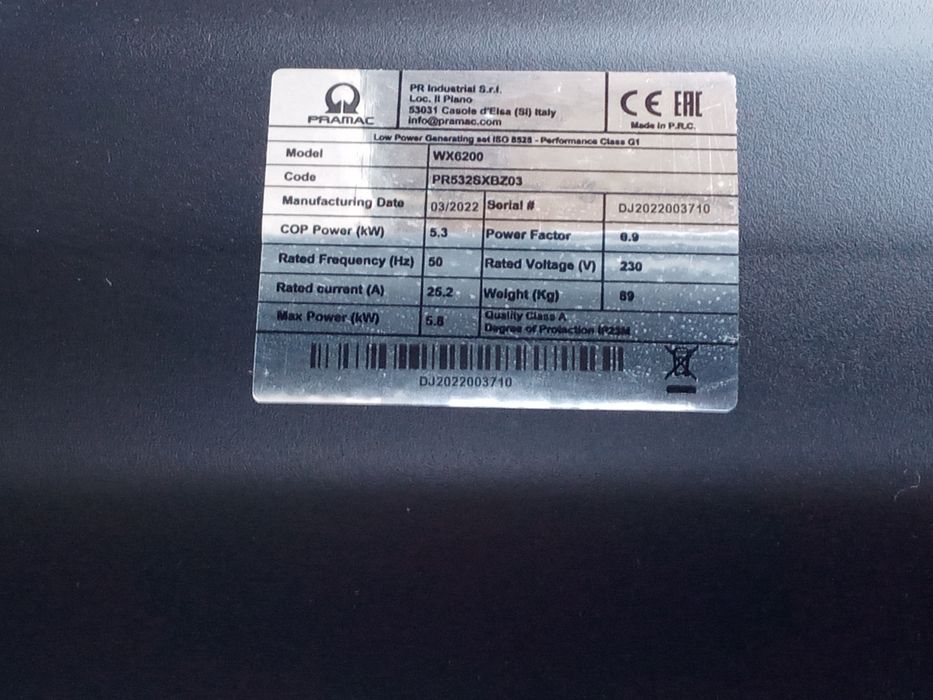 PRAMAC
PR Industrial S.r.l.
Loc. Il Piano
53031 Casole d'Elsa (SI) Italy
info@pramac.com
CE EAC
Made in P.R.C.
Low Power Generating set ISO 8528 - Performance Class G1
Model WX6200
Code PR532SXBZ03
Manufacturing Date 03/2022 Serial # DJ2022003710
COP Power (kW) 5.3 Power Factor 0.9
Rated Frequency (Hz) 50 Rated Voltage (V) 230
Rated current (A) 25.2 Weight (Kg) 89
Max Power (kW) 5.8 Quality Class A
Degree of Protection IP23M
DJ2022003710